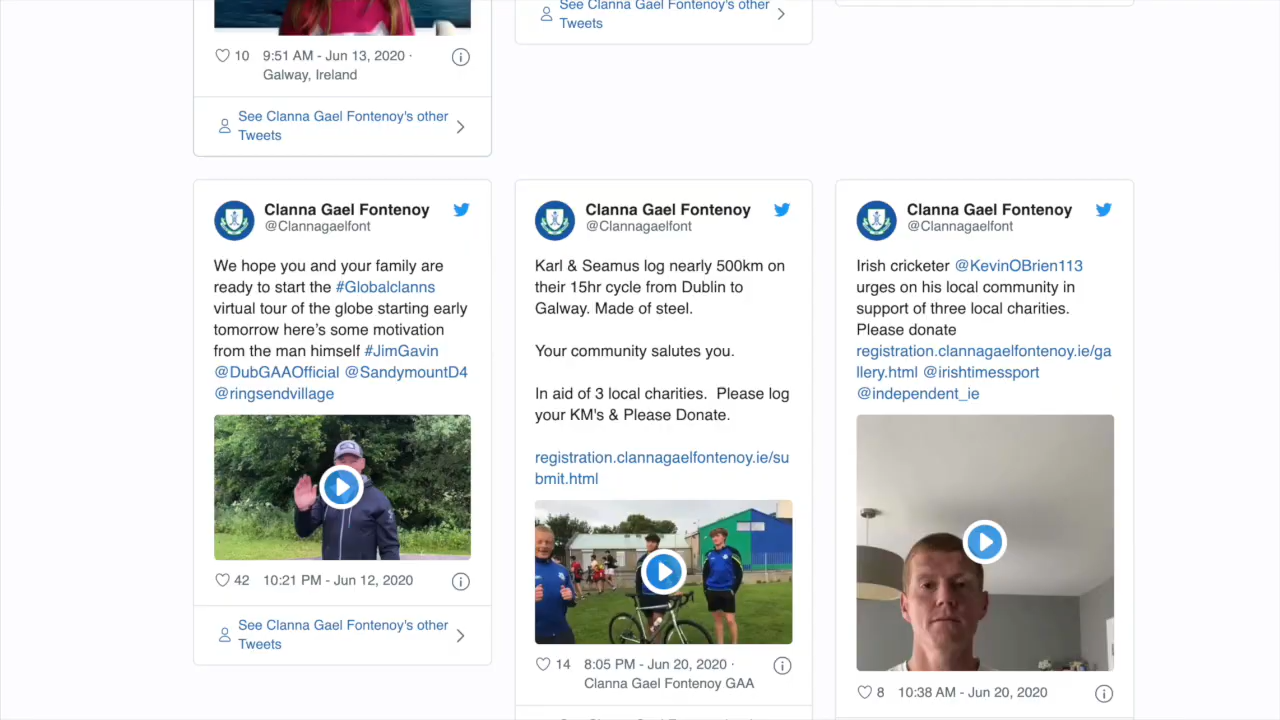 See Clanna Gael Fontenoy's other
Tweets
10 9:51 AM - Jun 13, 2020 ·
Galway, Ireland
See Clanna Gael Fontenoy's other
Tweets
Clanna Gael Fontenoy
@Clannagaelfont
We hope you and your family are
ready to start the #Globalclanns
virtual tour of the globe starting early
tomorrow here’s some motivation
from the man himself #JimGavin
@DubGAAOfficial @SandymountD4
@ringsendvillage
42 10:21 PM - Jun 12, 2020
See Clanna Gael Fontenoy's other
Tweets
Clanna Gael Fontenoy
@Clannagaelfont
Karl & Seamus log nearly 500km on
their 15hr cycle from Dublin to
Galway. Made of steel.
Your community salutes you.
In aid of 3 local charities.  Please log
your KM's & Please Donate.
registration.clannagaelfontenoy.ie/su
bmit.html
14 8:05 PM - Jun 20, 2020 ·
Clanna Gael Fontenoy GAA
Clanna Gael Fontenoy
@Clannagaelfont
Irish cricketer @KevinOBrien113
urges on his local community in
support of three local charities.
Please donate
registration.clannagaelfontenoy.ie/ga
llery.html @irishtimessport
@independent_ie
8 10:38 AM - Jun 20, 2020